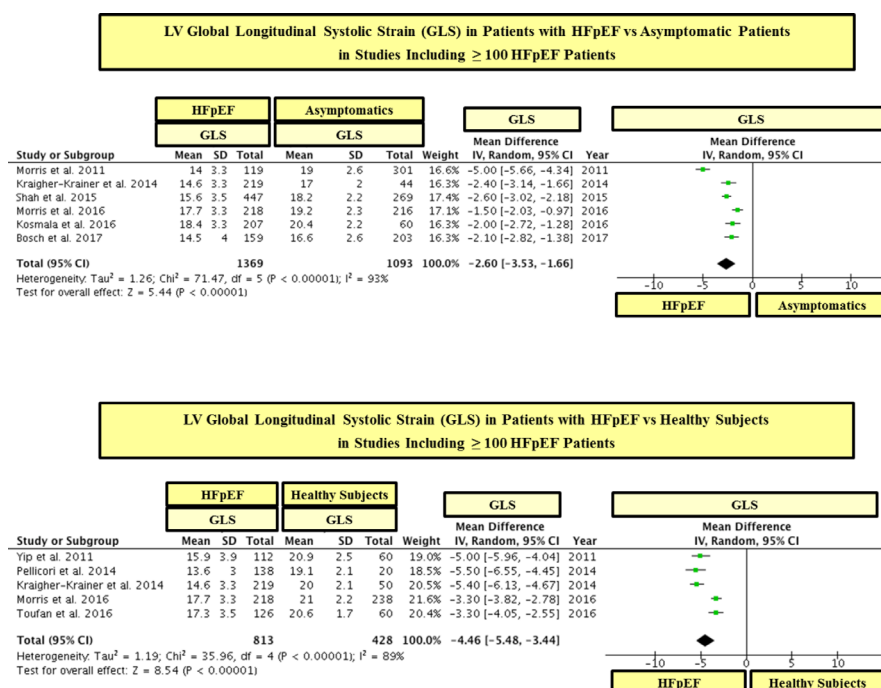 LV Global Longitudinal Systolic Strain (GLS) in Patients with HFpEF vs Asymptomatic Patients
in Studies Including ≥ 100 HFpEF Patients
HFpEF Asymptomatics GLS GLS
GLS GLS
Mean Difference Mean Difference
Study or Subgroup Mean SD Total Mean SD Total Weight IV, Random, 95% CI Year IV, Random, 95% CI
Morris et al. 2011 14 3.3 119 19 2.6 301 16.6% -5.00 [-5.66, -4.34] 2011
Kraigher-Krainer et al. 2014 14.6 3.3 219 17 2 44 16.3% -2.40 [-3.14, -1.66] 2014
Shah et al. 2015 15.6 3.5 447 18.2 2.2 269 17.4% -2.60 [-3.02, -2.18] 2015
Morris et al. 2016 17.7 3.3 218 19.2 2.3 216 17.1% -1.50 [-2.03, -0.97] 2016
Kosmala et al. 2016 18.4 3.3 207 20.4 2.2 60 16.3% -2.00 [-2.72, -1.28] 2016
Bosch et al. 2017 14.5 4 159 16.6 2.6 203 16.3% -2.10 [-2.82, -1.38] 2017
Total (95% CI) 1369 1093 100.0% -2.60 [-3.53, -1.66]
Heterogeneity: Tau² = 1.26; Chi² = 71.47, df = 5 (P < 0.00001); I² = 93%
Test for overall effect: Z = 5.44 (P < 0.00001)
-10 -5 0 5 10
HFpEF Asymptomatics
LV Global Longitudinal Systolic Strain (GLS) in Patients with HFpEF vs Healthy Subjects
in Studies Including ≥ 100 HFpEF Patients
HFpEF Healthy Subjects GLS GLS
GLS GLS
Mean Difference Mean Difference
Study or Subgroup Mean SD Total Mean SD Total Weight IV, Random, 95% CI Year IV, Random, 95% CI
Yip et al. 2011 15.9 3.9 112 20.9 2.5 60 19.0% -5.00 [-5.96, -4.04] 2011
Pellicori et al. 2014 13.6 3 138 19.1 2.1 20 18.5% -5.50 [-6.55, -4.45] 2014
Kraigher-Krainer et al. 2014 14.6 3.3 219 20 2.1 50 20.5% -5.40 [-6.13, -4.67] 2014
Morris et al. 2016 17.7 3.3 218 21 2.2 238 21.6% -3.30 [-3.82, -2.78] 2016
Toufan et al. 2016 17.3 3.5 126 20.6 1.7 60 20.4% -3.30 [-4.05, -2.55] 2016
Total (95% CI) 813 428 100.0% -4.46 [-5.48, -3.44]
Heterogeneity: Tau² = 1.19; Chi² = 35.96, df = 4 (P < 0.00001); I² = 89%
Test for overall effect: Z = 8.54 (P < 0.00001)
-10 -5 0 5 10
HFpEF Healthy Subjects